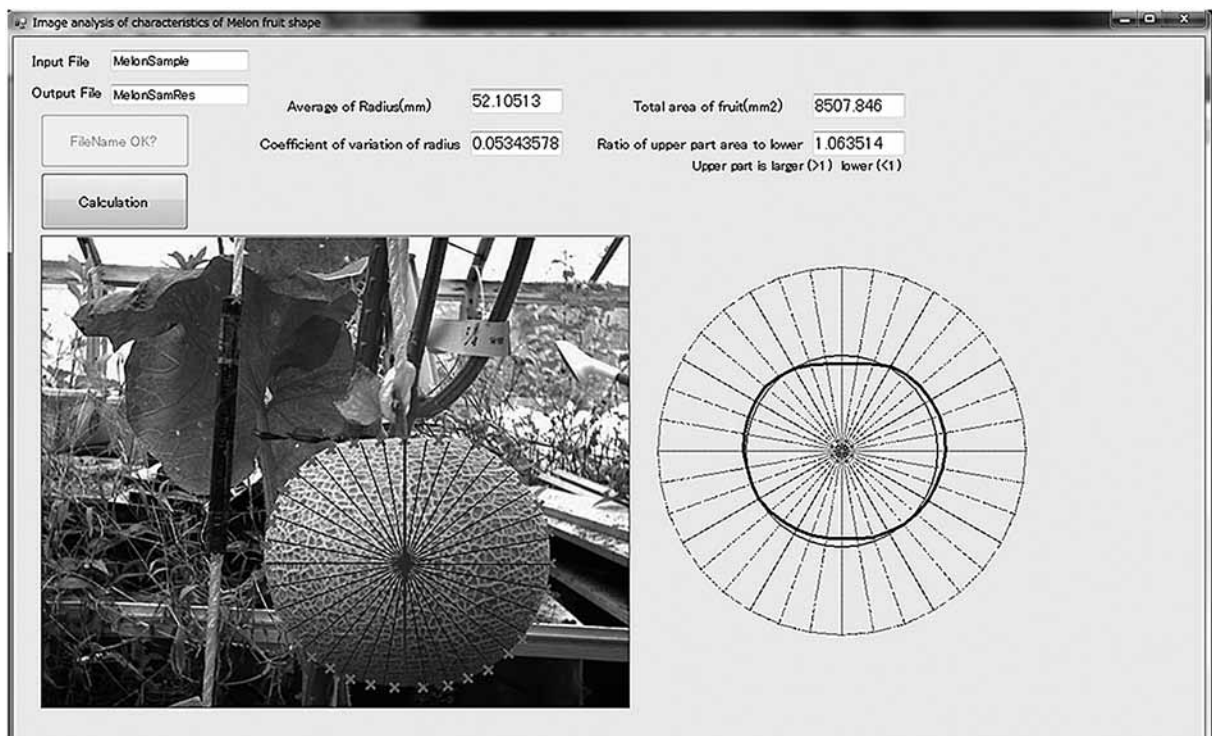 Image analysis of characteristics of Melon fruit shape
Input File MelonSample
Output File MelonSamRes
Average of Radius(mm) 52.10513
Total area of fruit(mm2) 8507.846
FileName OK?
Coefficient of variation of radius 0.05343578
Ratio of upper part area to lower 1.063514
Upper part is larger (>1) lower (<1)
Calculation